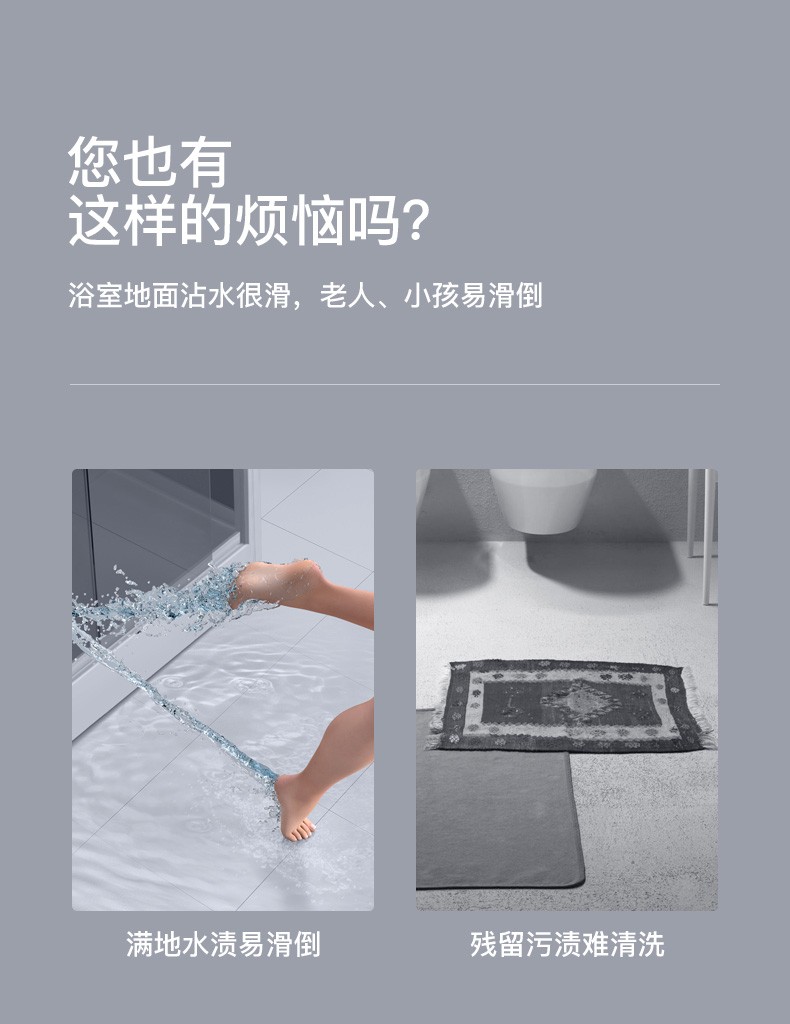 您也有
这样的烦恼吗？
浴室地面沾水很滑，老人、小孩易滑倒
满地水渍易滑倒
残留污渍难清洗